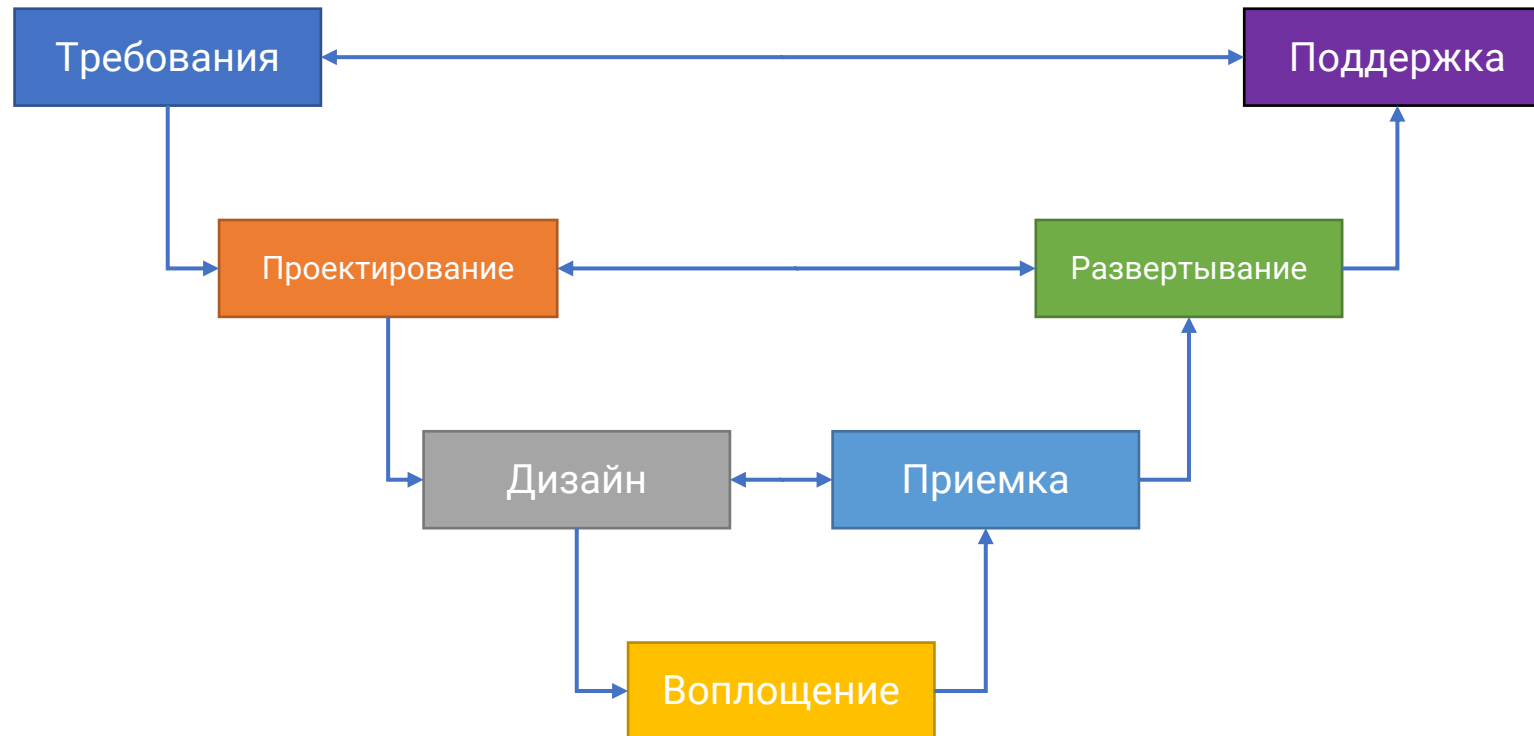 Требования
Поддержка
Проектирование
Развертывание
Дизайн
Приемка
Воплощение